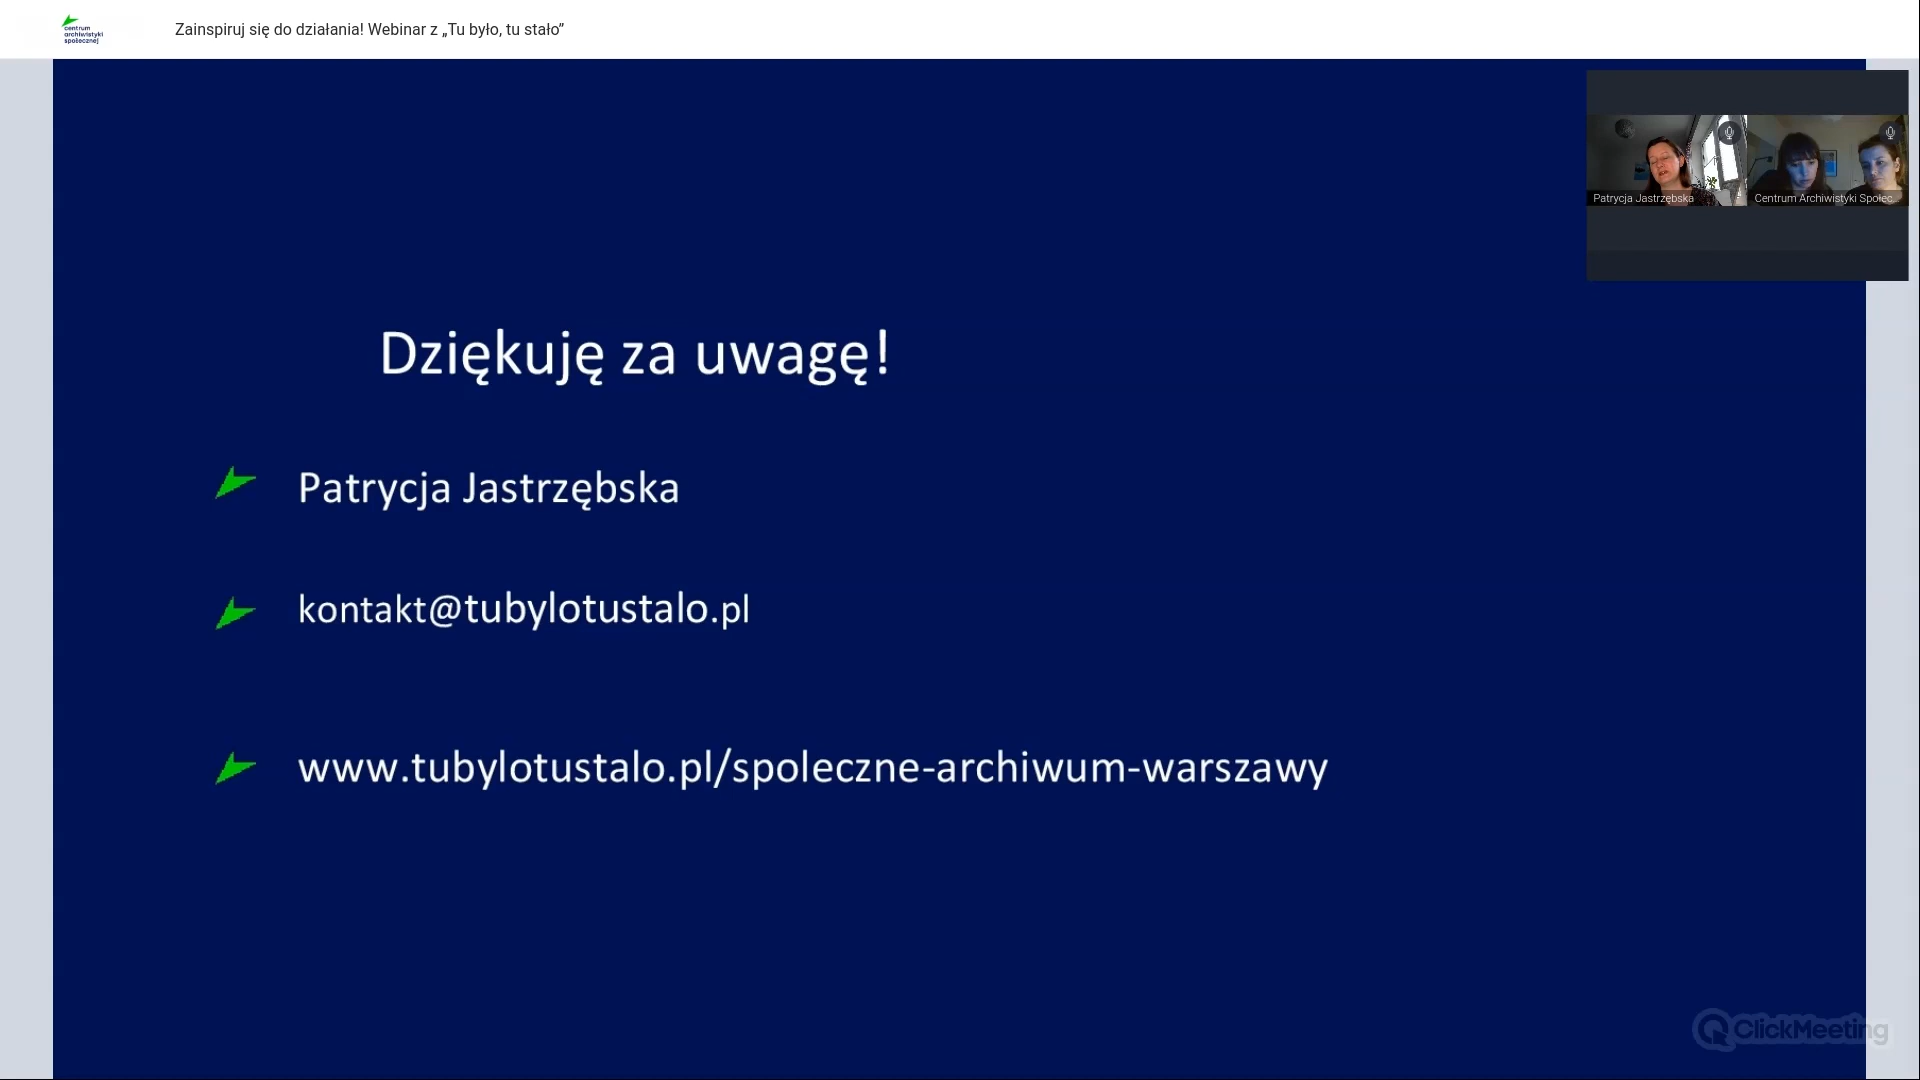 centrum
archiwistyki
społecznej
Zainspiruj się do działania! Webinar z „Tu było, tu stało”
Patrycja Jastrzębska
Centrum Archiwistyki Społec...
Dziękuję za uwagę!
Patrycja Jastrzębska
kontakt@tubylotustalo.pl
www.tubylotustalo.pl/spoleczne-archiwum-warszawy
ClickMeeting